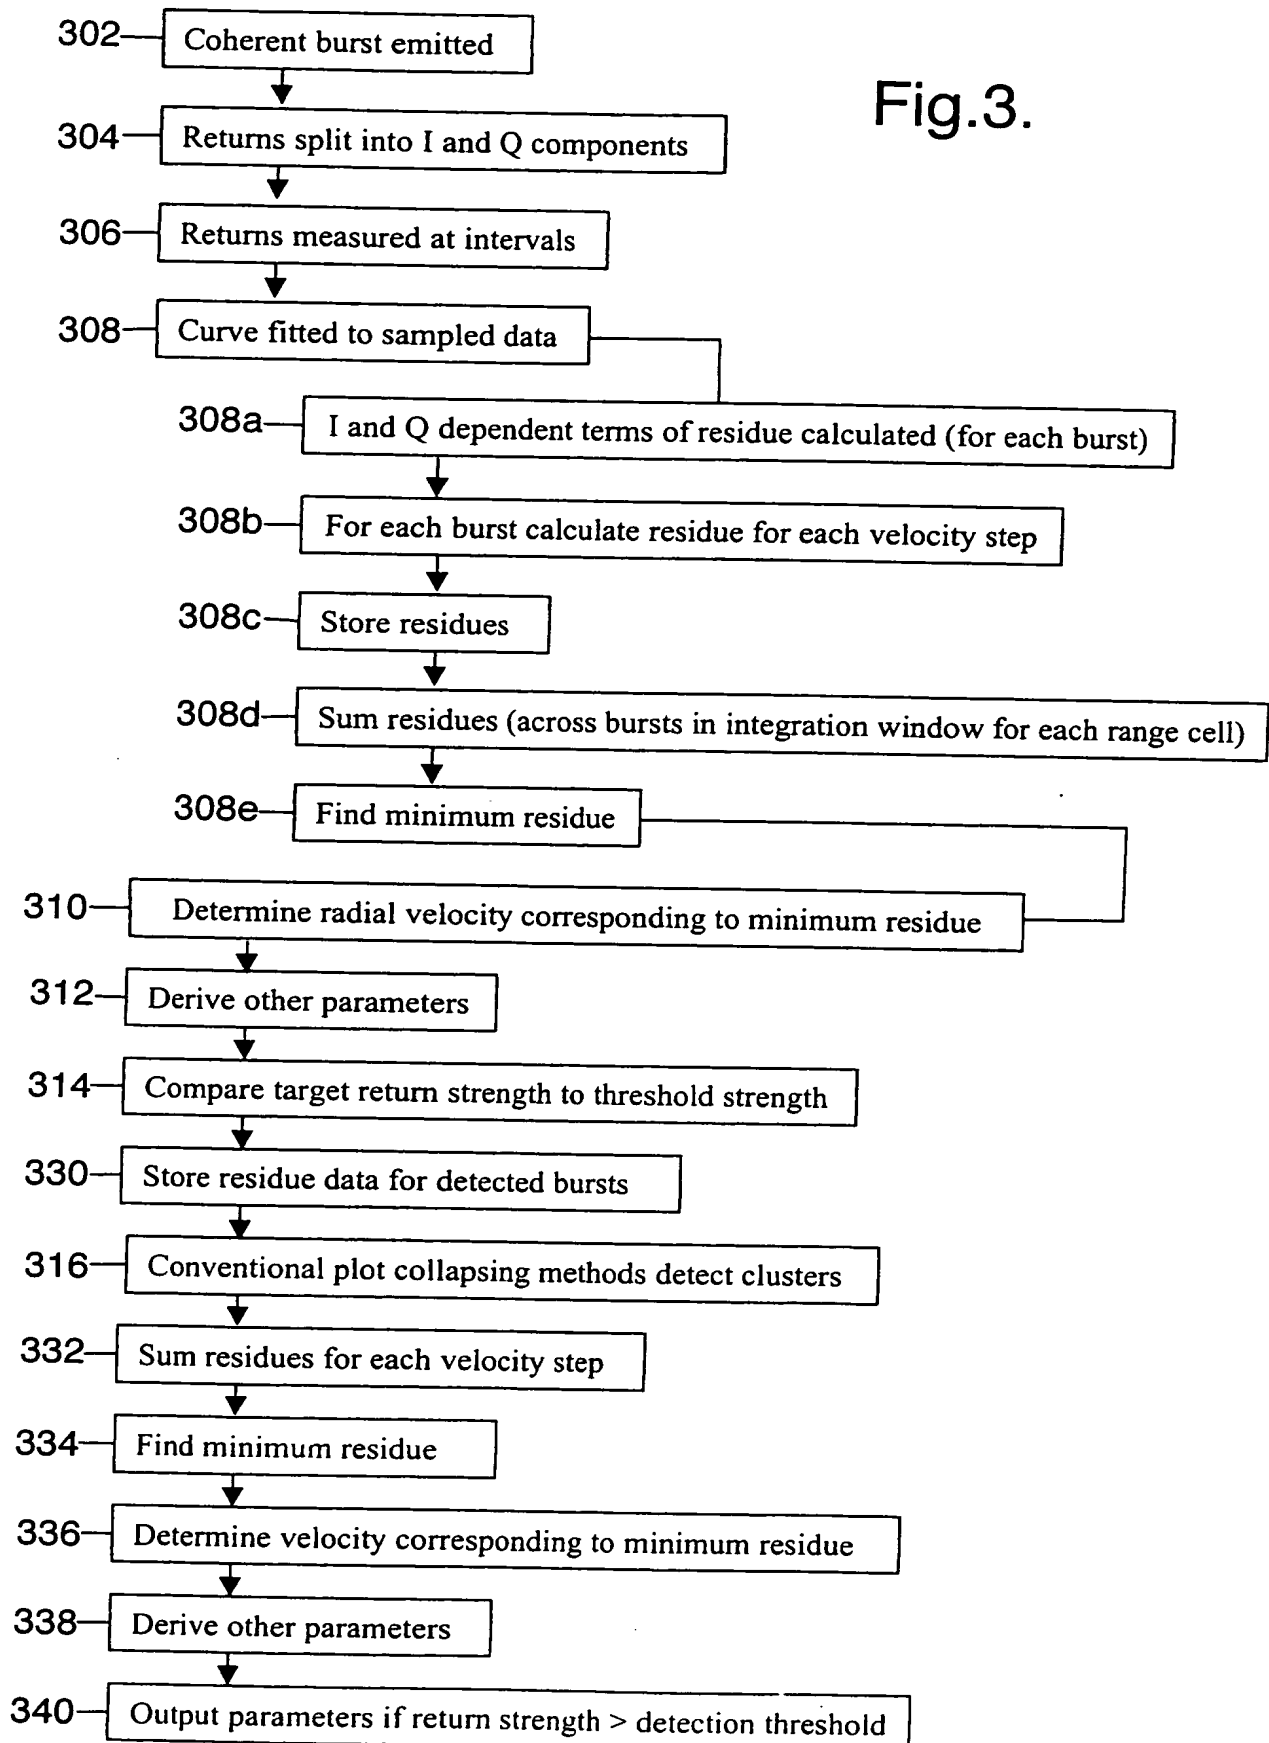 Fig.3.
302 Coherent burst emitted
304 Returns split into I and Q components
306 Returns measured at intervals
308 Curve fitted to sampled data
308a I and Q dependent terms of residue calculated (for each burst)
308b For each burst calculate residue for each velocity step
308c Store residues
308d Sum residues (across bursts in integration window for each range cell)
308e Find minimum residue
310 Determine radial velocity corresponding to minimum residue
312 Derive other parameters
314 Compare target return strength to threshold strength
330 Store residue data for detected bursts
316 Conventional plot collapsing methods detect clusters
332 Sum residues for each velocity step
334 Find minimum residue
336 Determine velocity corresponding to minimum residue
338 Derive other parameters
340 Output parameters if return strength > detection threshold